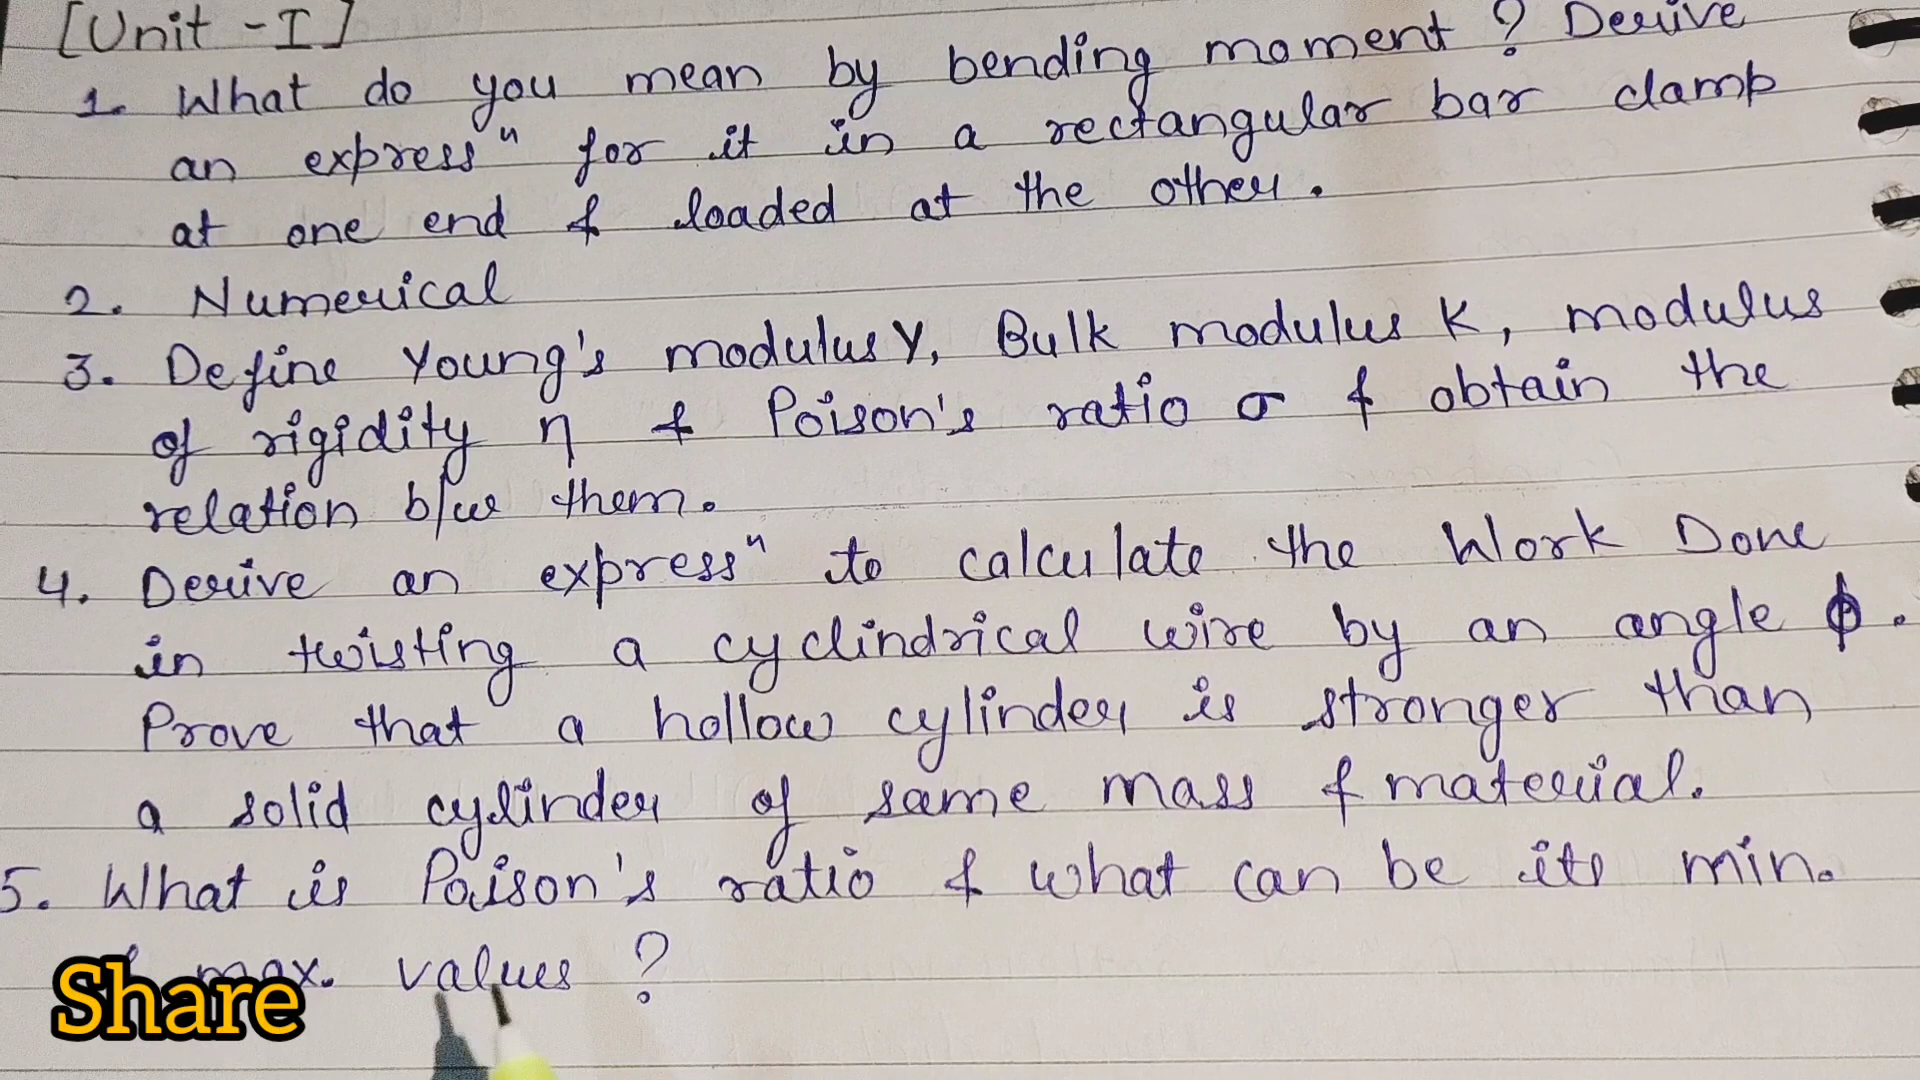 [Unit - I]
1. What do you mean by bending moment ? Derive
an expressⁿ for it in a rectangular bar clamp
at one end & loaded at the other.
2. Numerical
3. Define Young's modulus Y, Bulk modulus K, modulus
of rigidity η & Poison's ratio σ & obtain the
relation b/w them.
4. Derive an expressⁿ to calculate the Work Done
in twisting a cyclindrical wire by an angle ϕ.
Prove that a hollow cylinder is stronger than
a solid cylinder of same mass & material.
5. What is Poison's ratio & what can be its min.
& max. values ?
Share